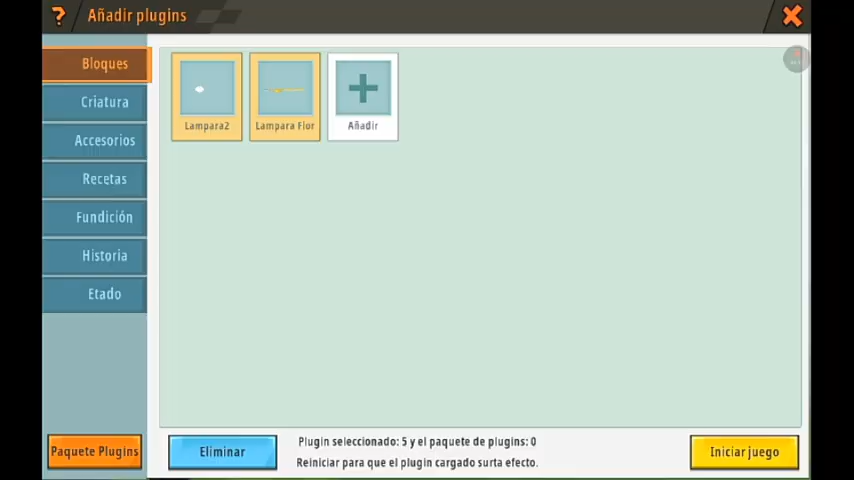 ? Añadir plugins
Bloques
Criatura
Accesorios
Recetas
Fundición
Historia
Etado
Lampara2
Lampara Flor
Añadir
Paquete Plugins
Eliminar
Plugin seleccionado: 5 y el paquete de plugins: 0
Reiniciar para que el plugin cargado surta efecto.
Iniciar juego